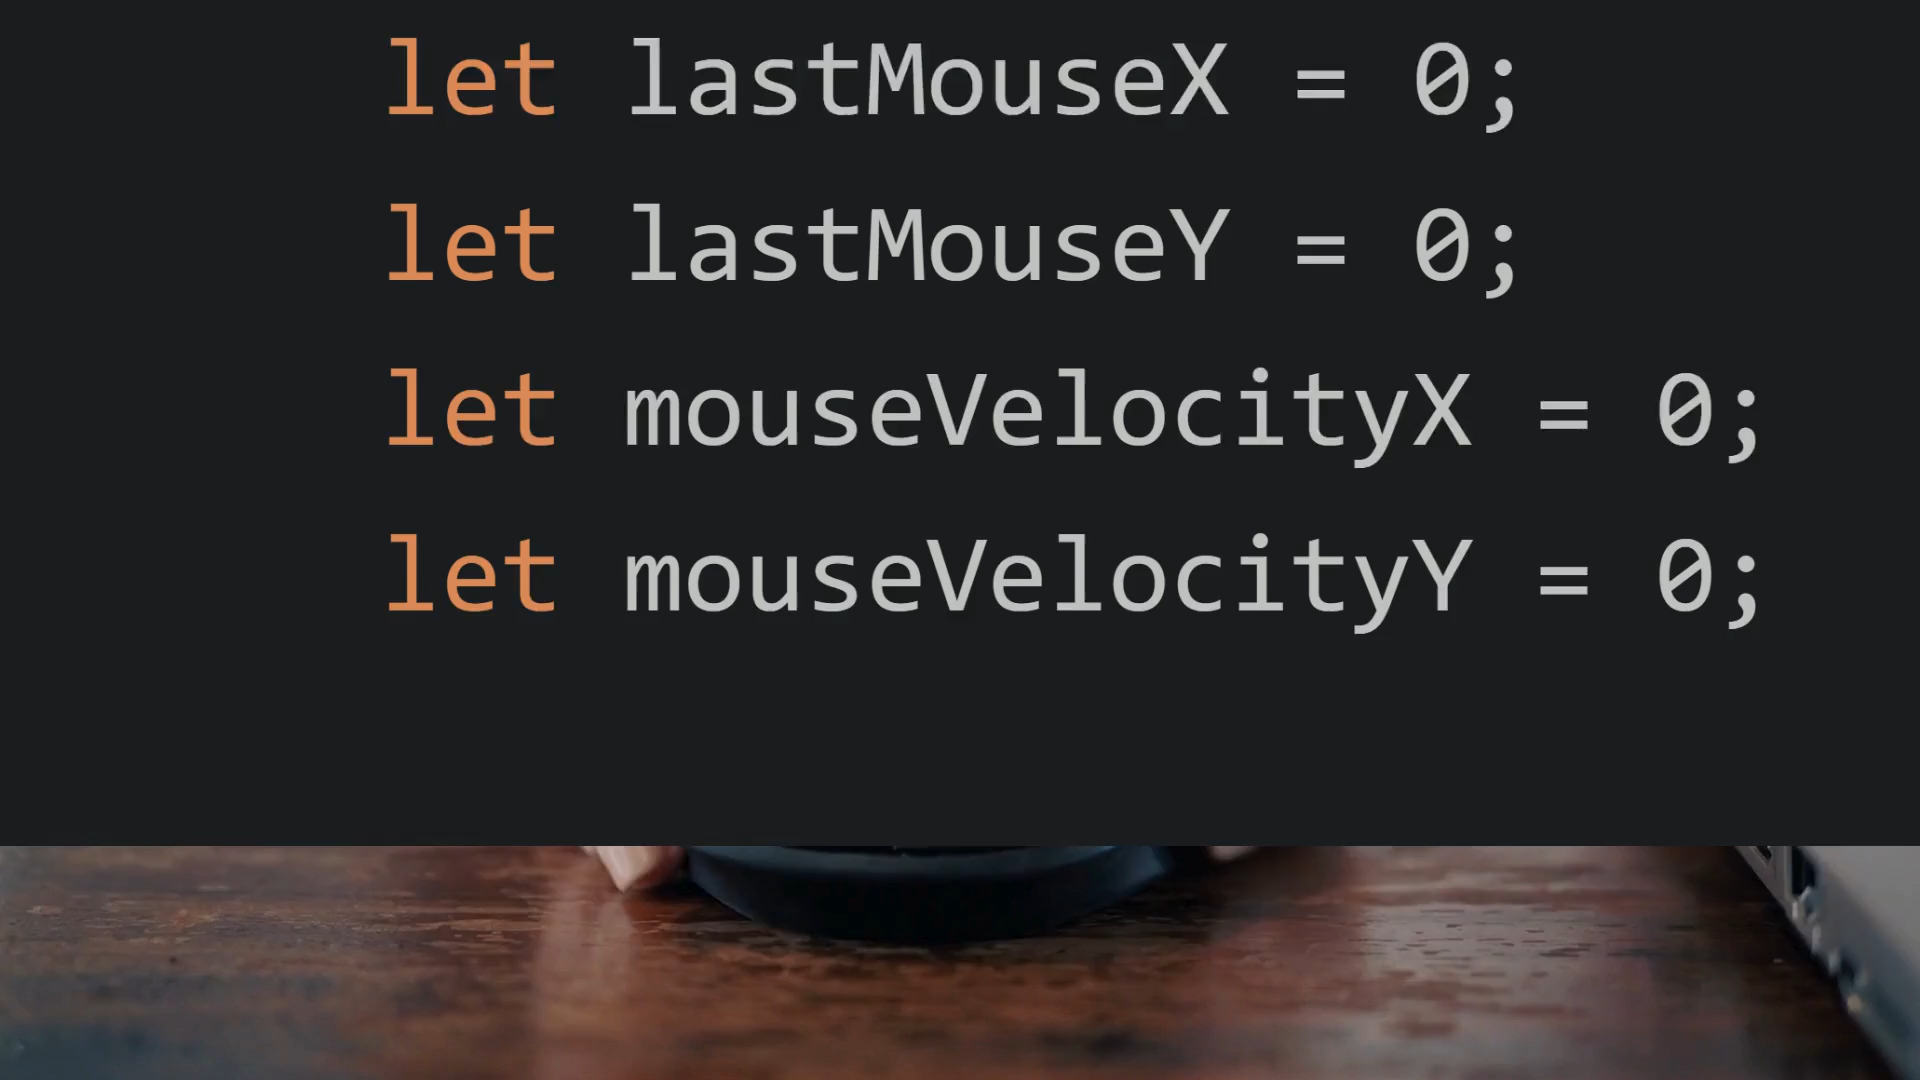 let lastMouseX = 0;
let lastMouseY = 0;
let mouseVelocityX = 0;
let mouseVelocityY = 0;